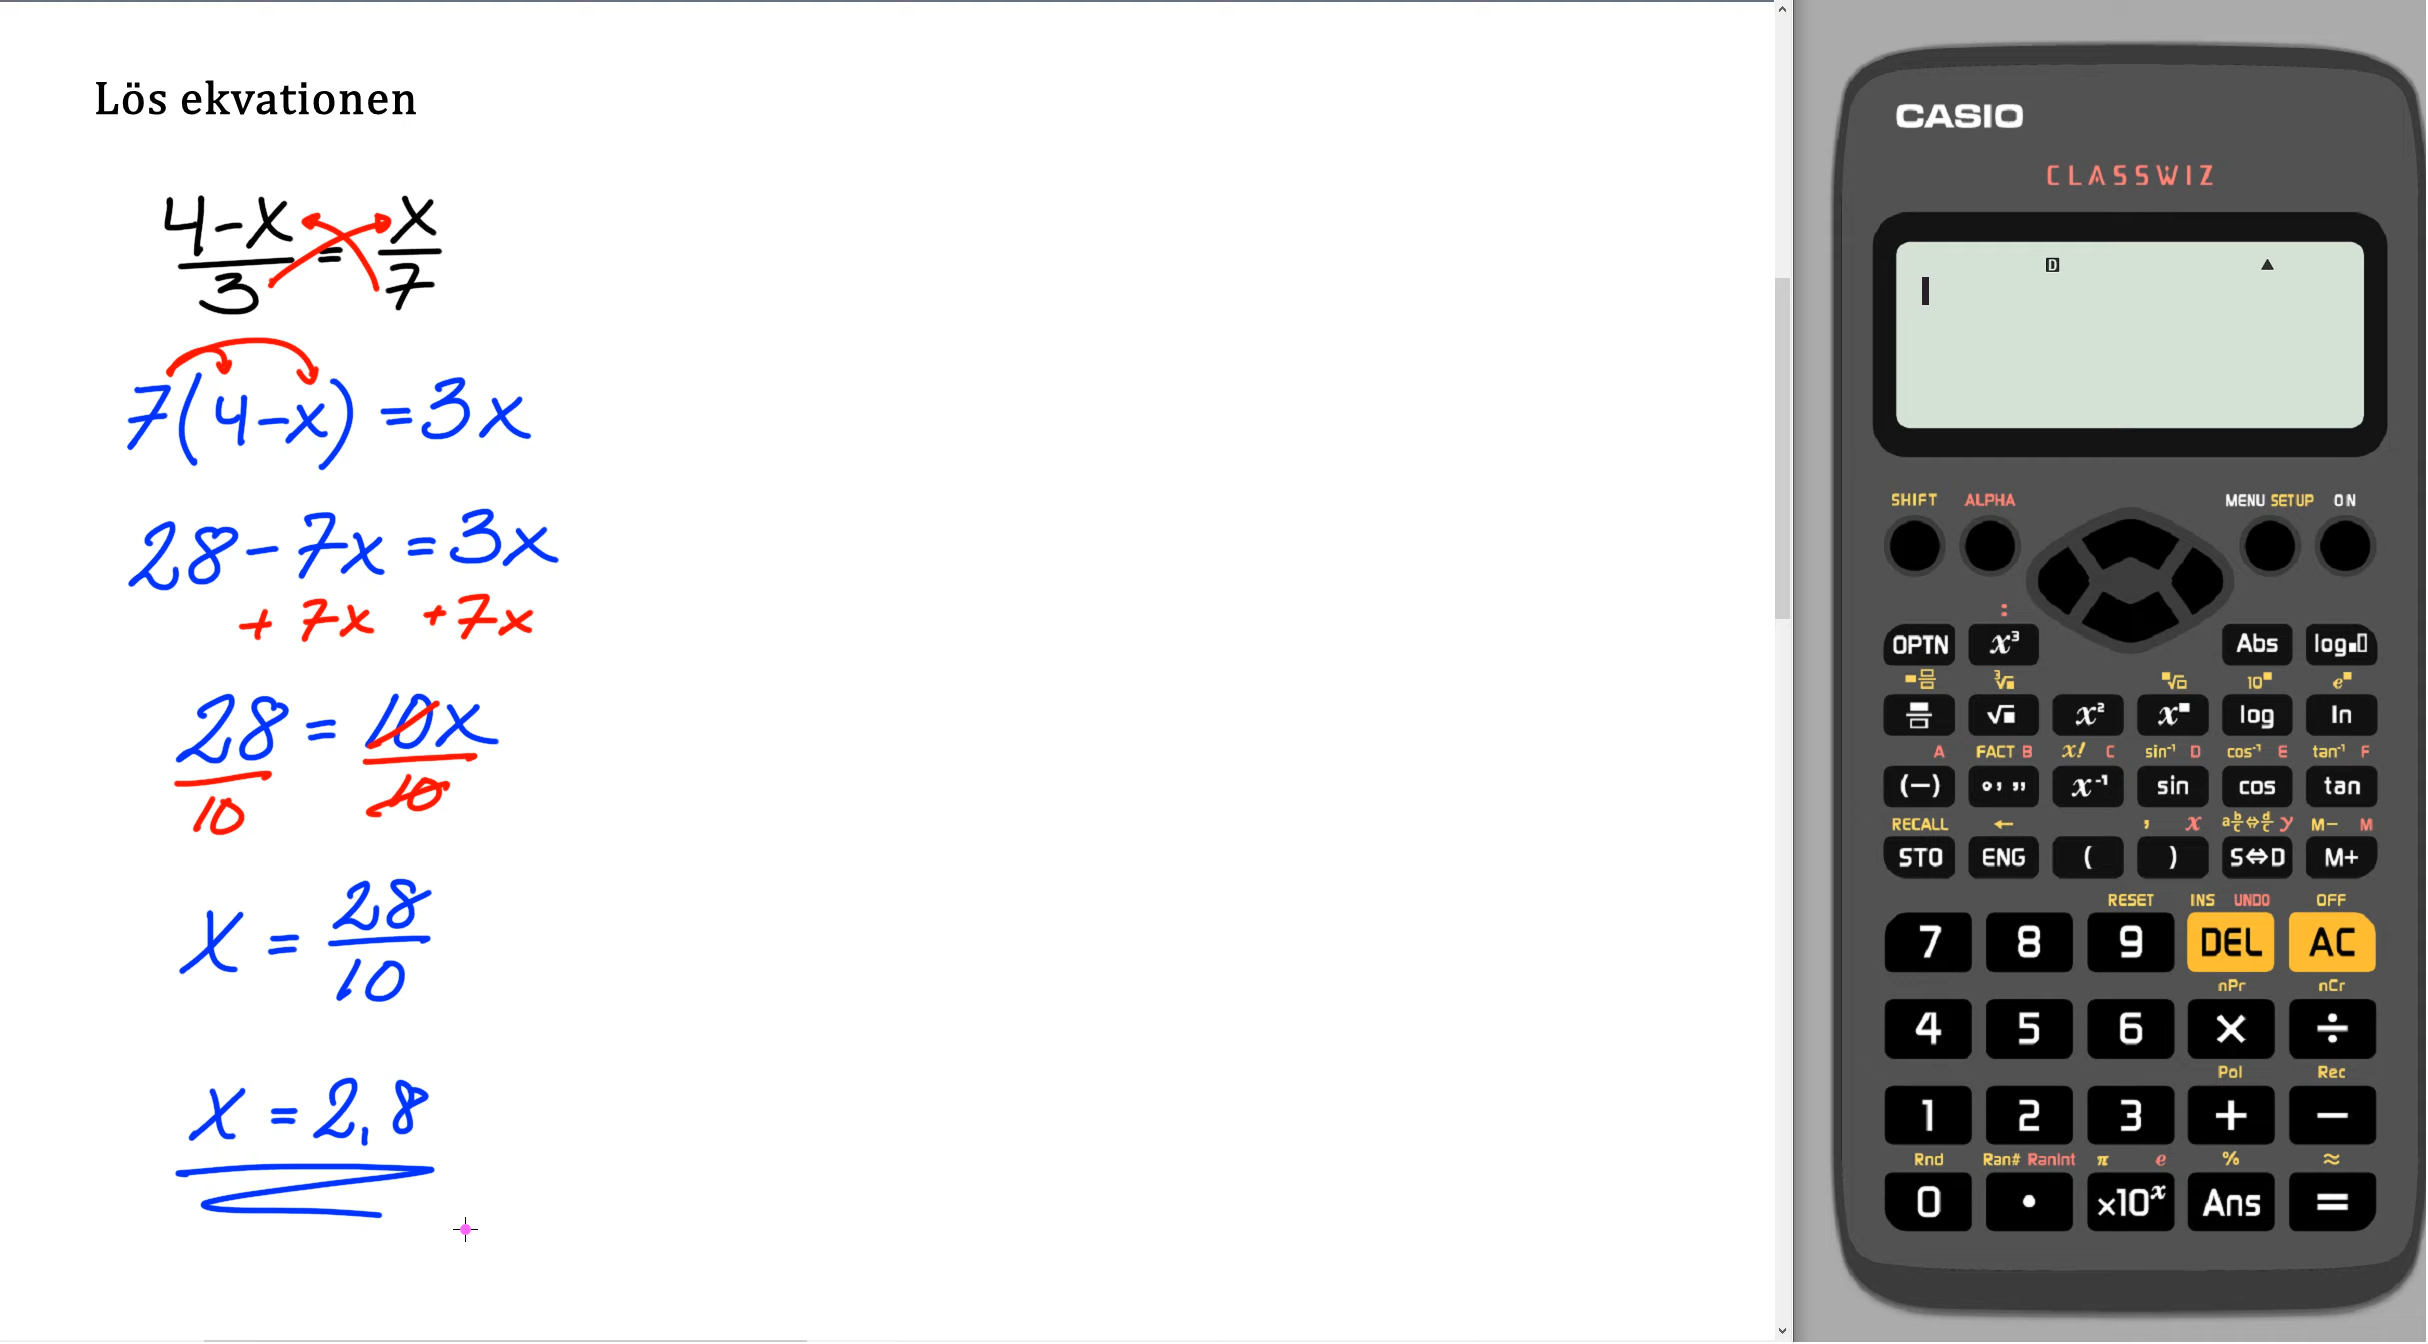 Lös ekvationen
4-x/3 = x/7
7(4-x) = 3x
28-7x = 3x
+ 7x +7x
28/10 = 10x/10
x = 28/10
x = 2,8
CASIO
CLASSWIZ
D ▲
SHIFT ALPHA MENU SETUP ON
:
OPTN x³ Abs log■▯
■▯/▯ ³√■ ■√▯ 10■ e■
■/▯ √■ x² x■ log ln
A FACT B x! C sin⁻¹ D cos⁻¹ E tan⁻¹ F
(−) ° ’ ” x⁻¹ sin cos tan
RECALL ← , x a b/c⇔d/c y M− M
STO ENG ( ) S⇔D M+
RESET INS UNDO OFF
7 8 9 DEL AC
nPr nCr
4 5 6 × ÷
Pol Rec
1 2 3 + −
Rnd Ran# RanInt π e % ≈
0 • ×10ˣ Ans =